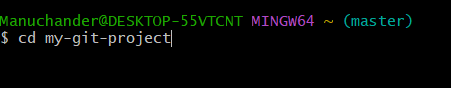 Manuchander@DESKTOP-55VTCNT MINGW64 ~ (master)
$ cd my-git-project